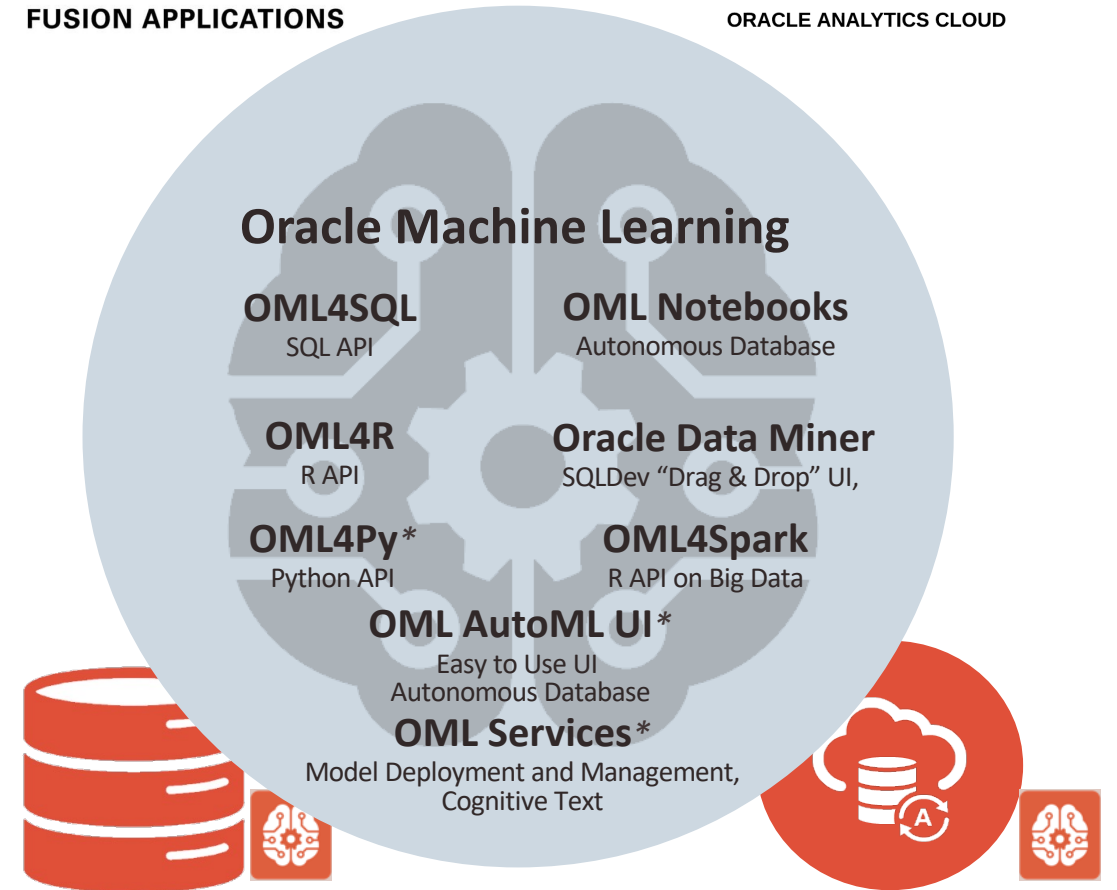 FUSION APPLICATIONS
ORACLE ANALYTICS CLOUD
Oracle Machine Learning
OML4SQL
SQL API
OML Notebooks
Autonomous Database
OML4R
R API
Oracle Data Miner
SQLDev “Drag & Drop” UI,
OML4Py*
Python API
OML4Spark
R API on Big Data
OML AutoML UI*
Easy to Use UI
Autonomous Database
OML Services*
Model Deployment and Management,
Cognitive Text
A